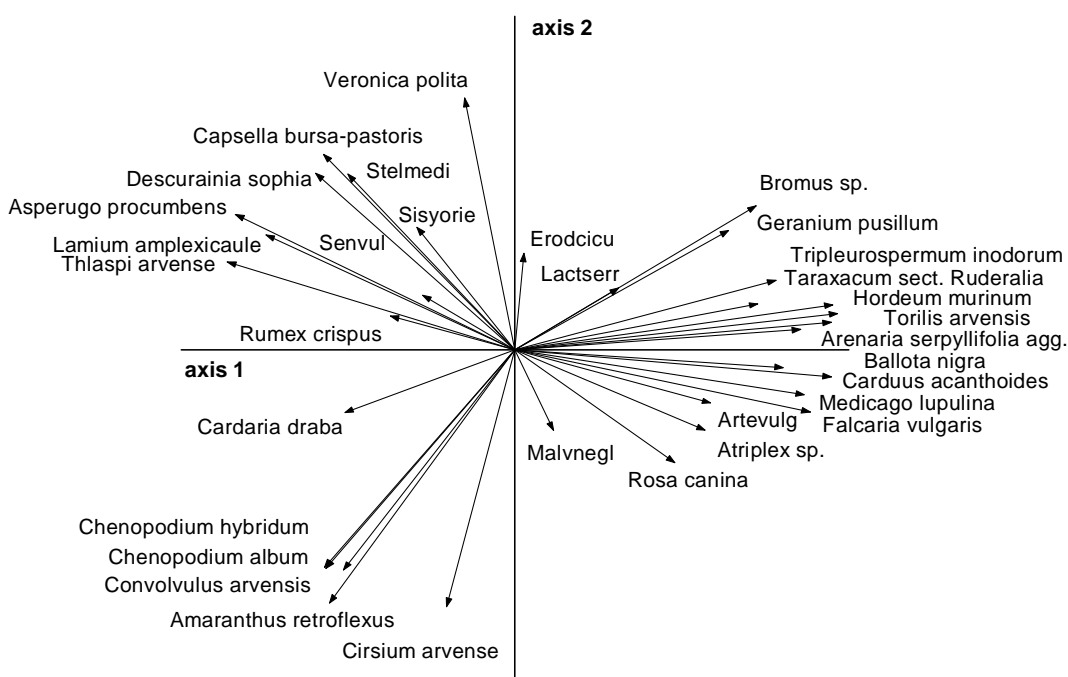 axis 2
Veronica polita
Capsella bursa-pastoris
Stelmedi
Descurainia sophia
Bromus sp.
Asperugo procumbens
Sisyorie
Geranium pusillum
Lamium amplexicaule
Senvul
Erodcicu
Tripleurospermum inodorum
Thlaspi arvense
Lactserr
Taraxacum sect. Ruderalia
Hordeum murinum
Torilis arvensis
Rumex crispus
Arenaria serpyllifolia agg.
axis 1
Ballota nigra
Carduus acanthoides
Medicago lupulina
Cardaria draba
Artevulg
Falcaria vulgaris
Malvnegl
Atriplex sp.
Rosa canina
Chenopodium hybridum
Chenopodium album
Convolvulus arvensis
Amaranthus retroflexus
Cirsium arvense